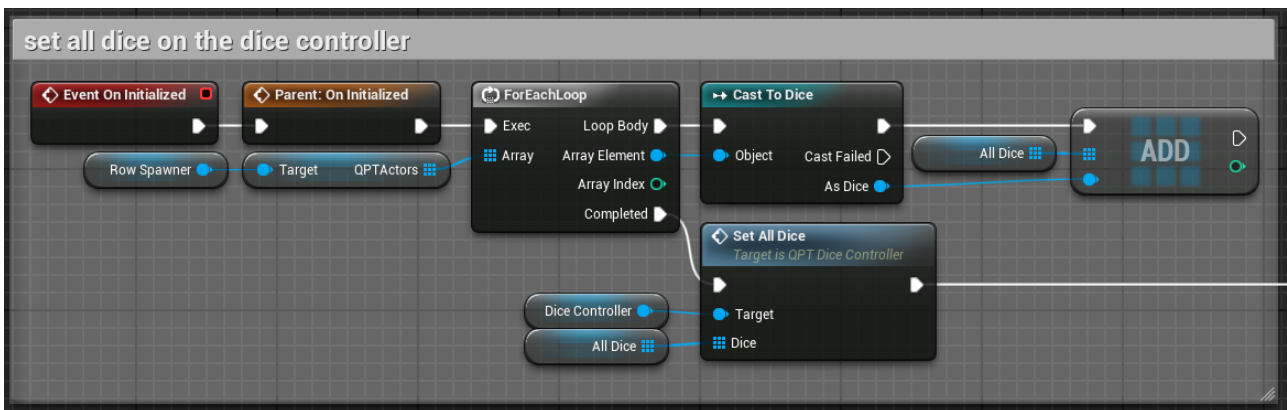 set all dice on the dice controller
Event On Initialized
Parent: On Initialized
ForEachLoop
Cast To Dice
Exec
Loop Body
Array
Array Element
Object
Cast Failed
All Dice
ADD
Row Spawner
Target
QPTActors
Array Index
As Dice
Completed
Set All Dice
Target is QPT Dice Controller
Dice Controller
Target
All Dice
Dice